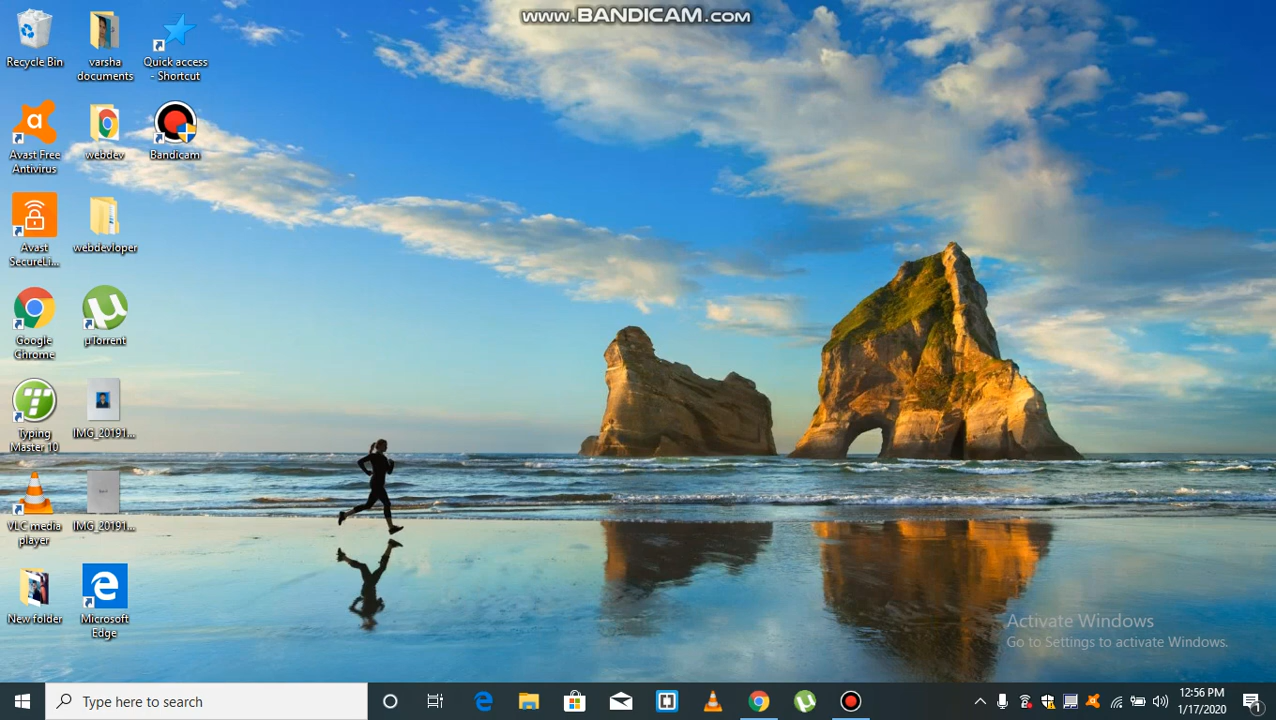 www.BANDICAM.com
Recycle Bin
varsha
documents
Quick access
- Shortcut
Avast Free
Antivirus
webdev
Bandicam
Avast
SecureLi...
webdevloper
Google
Chrome
µTorrent
Typing
Master 10
IMG_20191...
VLC media
player
IMG_20191...
New folder
Microsoft
Edge
Activate Windows
Go to Settings to activate Windows.
Type here to search
12:56 PM
1/17/2020
1